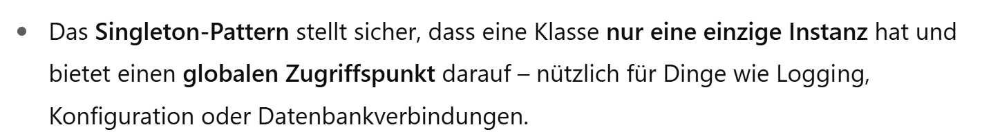 Das Singleton-Pattern stellt sicher, dass eine Klasse nur eine einzige Instanz hat und
bietet einen globalen Zugriffspunkt darauf – nützlich für Dinge wie Logging,
Konfiguration oder Datenbankverbindungen.